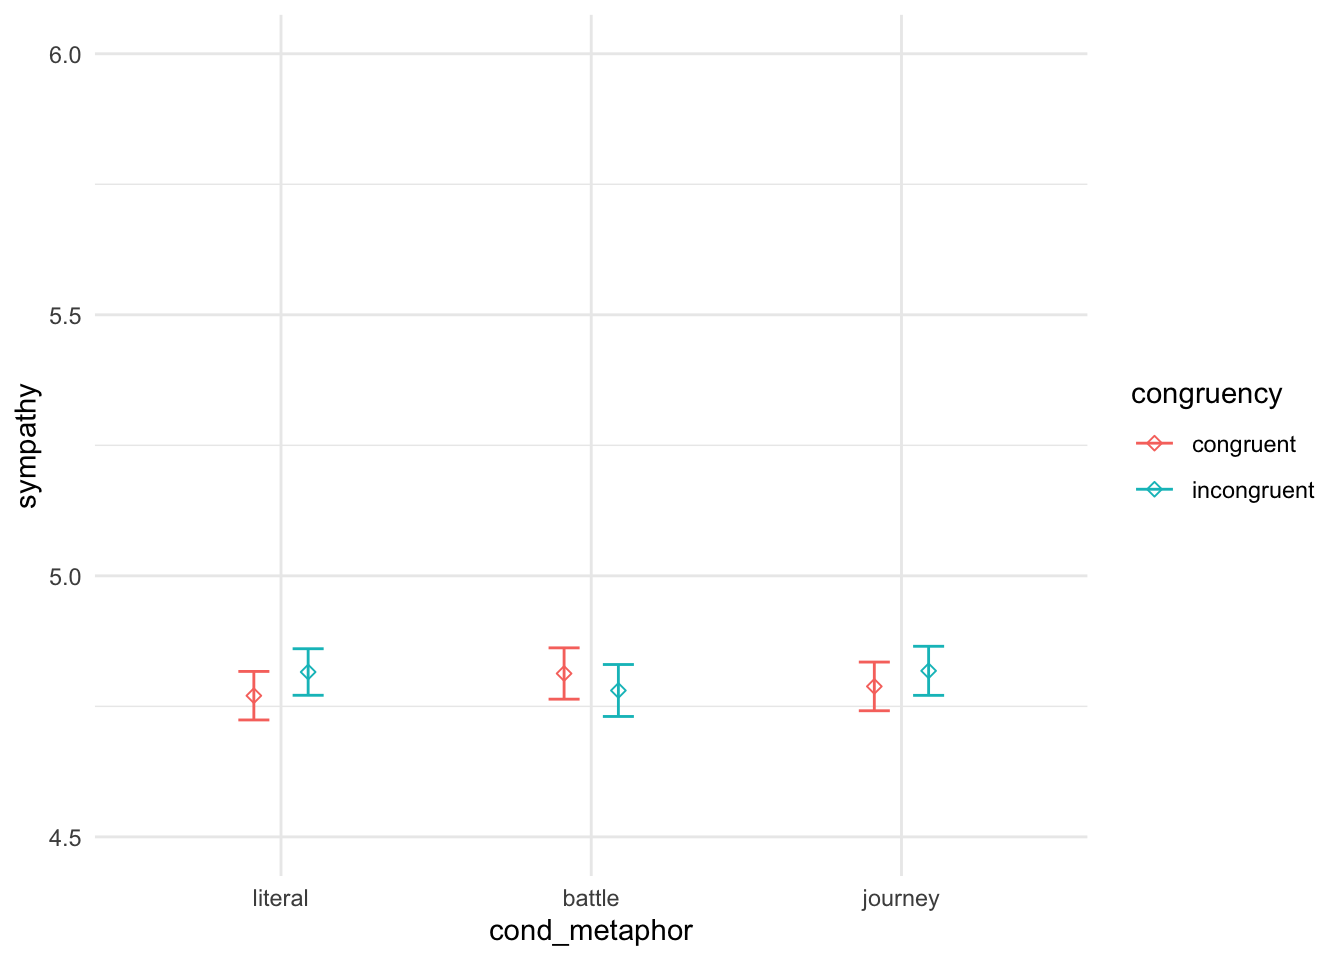 6.0
5.5
5.0
4.5
sympathy
literal
battle
journey
cond_metaphor
congruency
congruent
incongruent